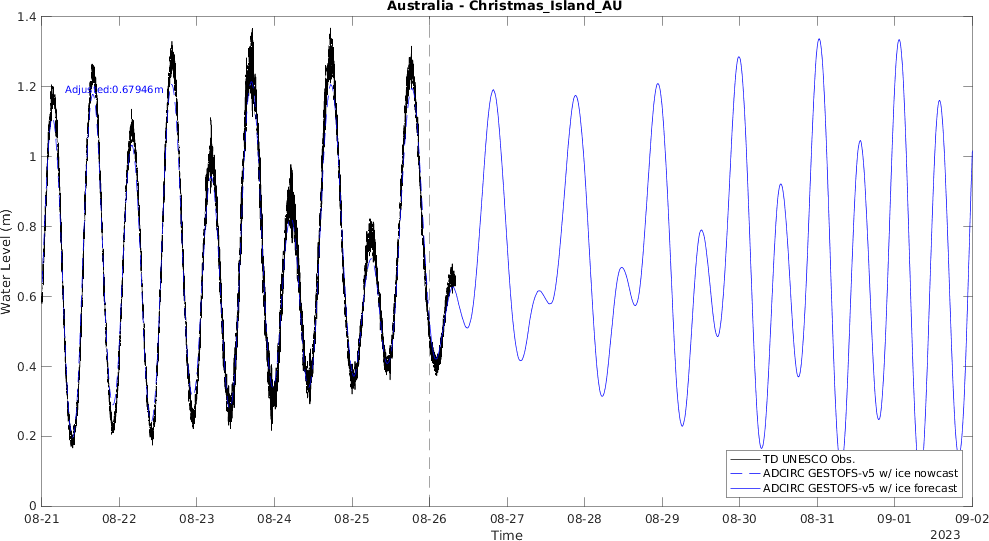 Australia - Christmas_Island_AU
1.4
1.2
1
0.8
0.6
0.4
0.2
0
Water Level (m)
Adjusted:0.67946m
TD UNESCO Obs.
ADCIRC GESTOFS-v5 w/ ice nowcast
ADCIRC GESTOFS-v5 w/ ice forecast
08-21 08-22 08-23 08-24 08-25 08-26 08-27 08-28 08-29 08-30 08-31 09-01 09-02
Time
2023